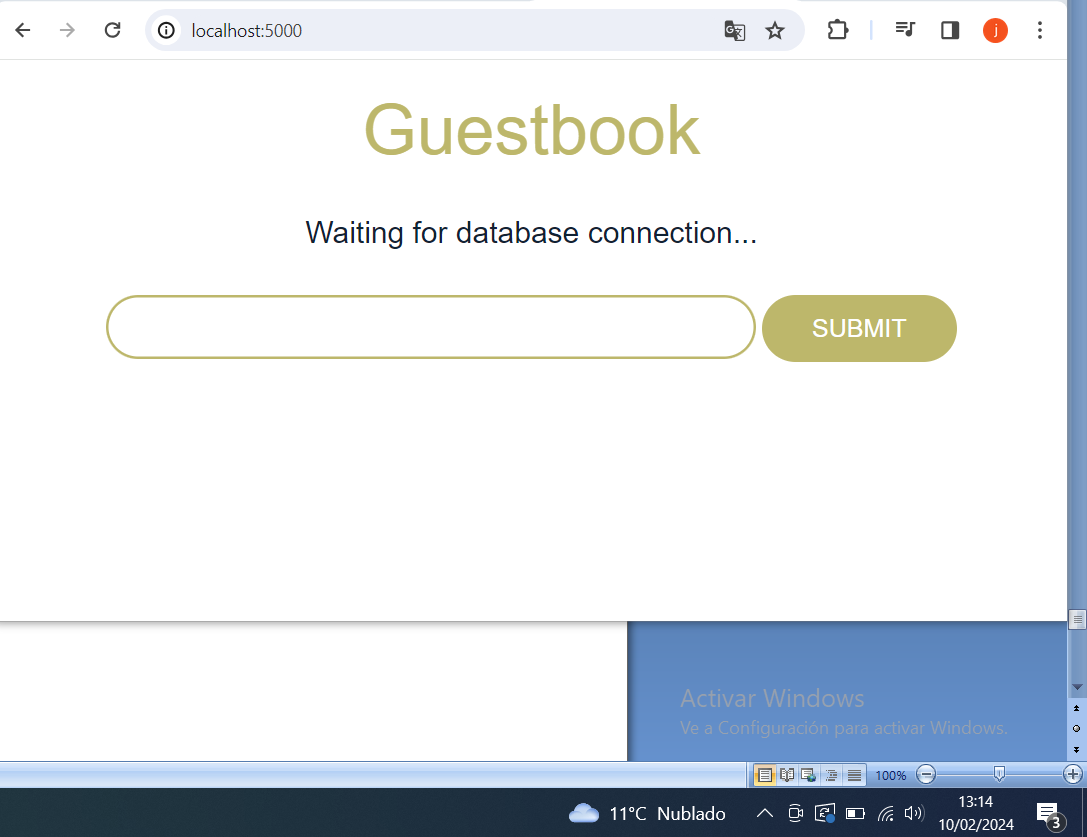 localhost:5000
j
Guestbook
Waiting for database connection...
SUBMIT
Activar Windows
Ve a Configuración para activar Windows.
100%
11°C Nublado
13:14
10/02/2024
3